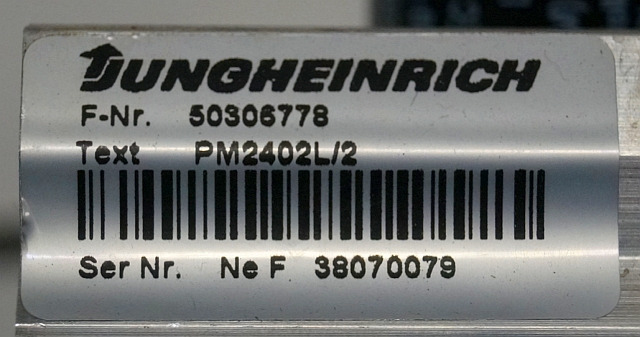 JUNGHEINRICH
F-Nr. 50306778
Text PM2402L/2
Ser Nr. Ne F 38070079